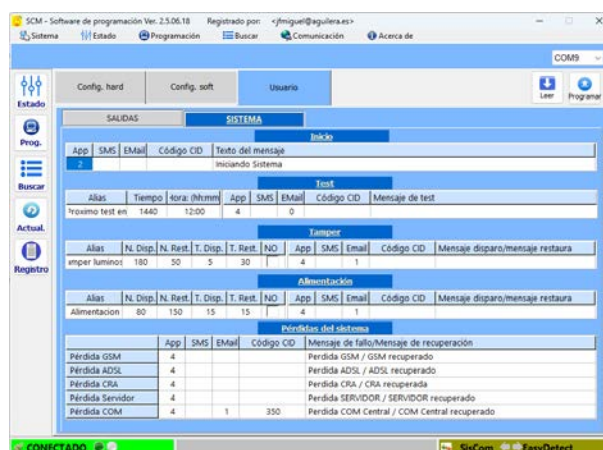 SCM - Software de programación Ver. 2.5.06.18 Registrado por: <jfmiguel@aguilera.es>
Sistema Estado Programación Buscar Comunicación Acerca de
COM9
Estado
Prog.
Buscar
Actual.
Registro
Config. hard Config. soft Usuario
Leer Programar
SALIDAS SISTEMA
Inicio
App SMS EMail Código CID Texto del mensaje
2 Iniciando Sistema
Test
Alias Tiempo Hora: (hh:mm) App SMS EMail Código CID Mensaje de test
Proximo test en 1440 12:00 4 0
Tamper
Alias N. Disp. N. Rest. T. Disp. T. Rest. NO App SMS Email Código CID Mensaje disparo/mensaje restaura
mper luminos 180 50 5 30 4 1
Alimentación
Alias N. Disp. N. Rest. T. Disp. T. Rest. NO App SMS Email Código CID Mensaje disparo/mensaje restaura
Alimentacion 80 150 15 15 4 1
Pérdidas del sistema
App SMS EMail Código CID Mensaje de fallo/Mensaje de recuperación
Pérdida GSM 4 Perdida GSM / GSM recuperado
Pérdida ADSL 4 Perdida ADSL / ADSL recuperado
Pérdida CRA 4 Perdida CRA / CRA recuperada
Pérdida Servidor 4 Perdida SERVIDOR / SERVIDOR recuperado
Pérdida COM 4 1 350 Perdida COM Central / COM Central recuperado
CONECTADO SisCom EasyDetect